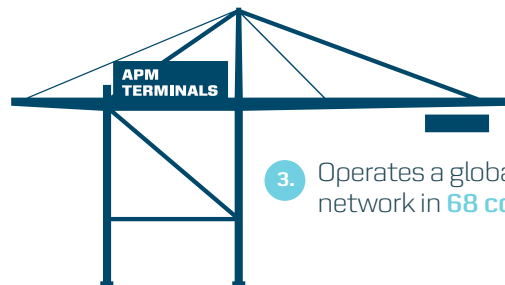 APM
TERMINALS
3.
Operates a globa
network in 68 co